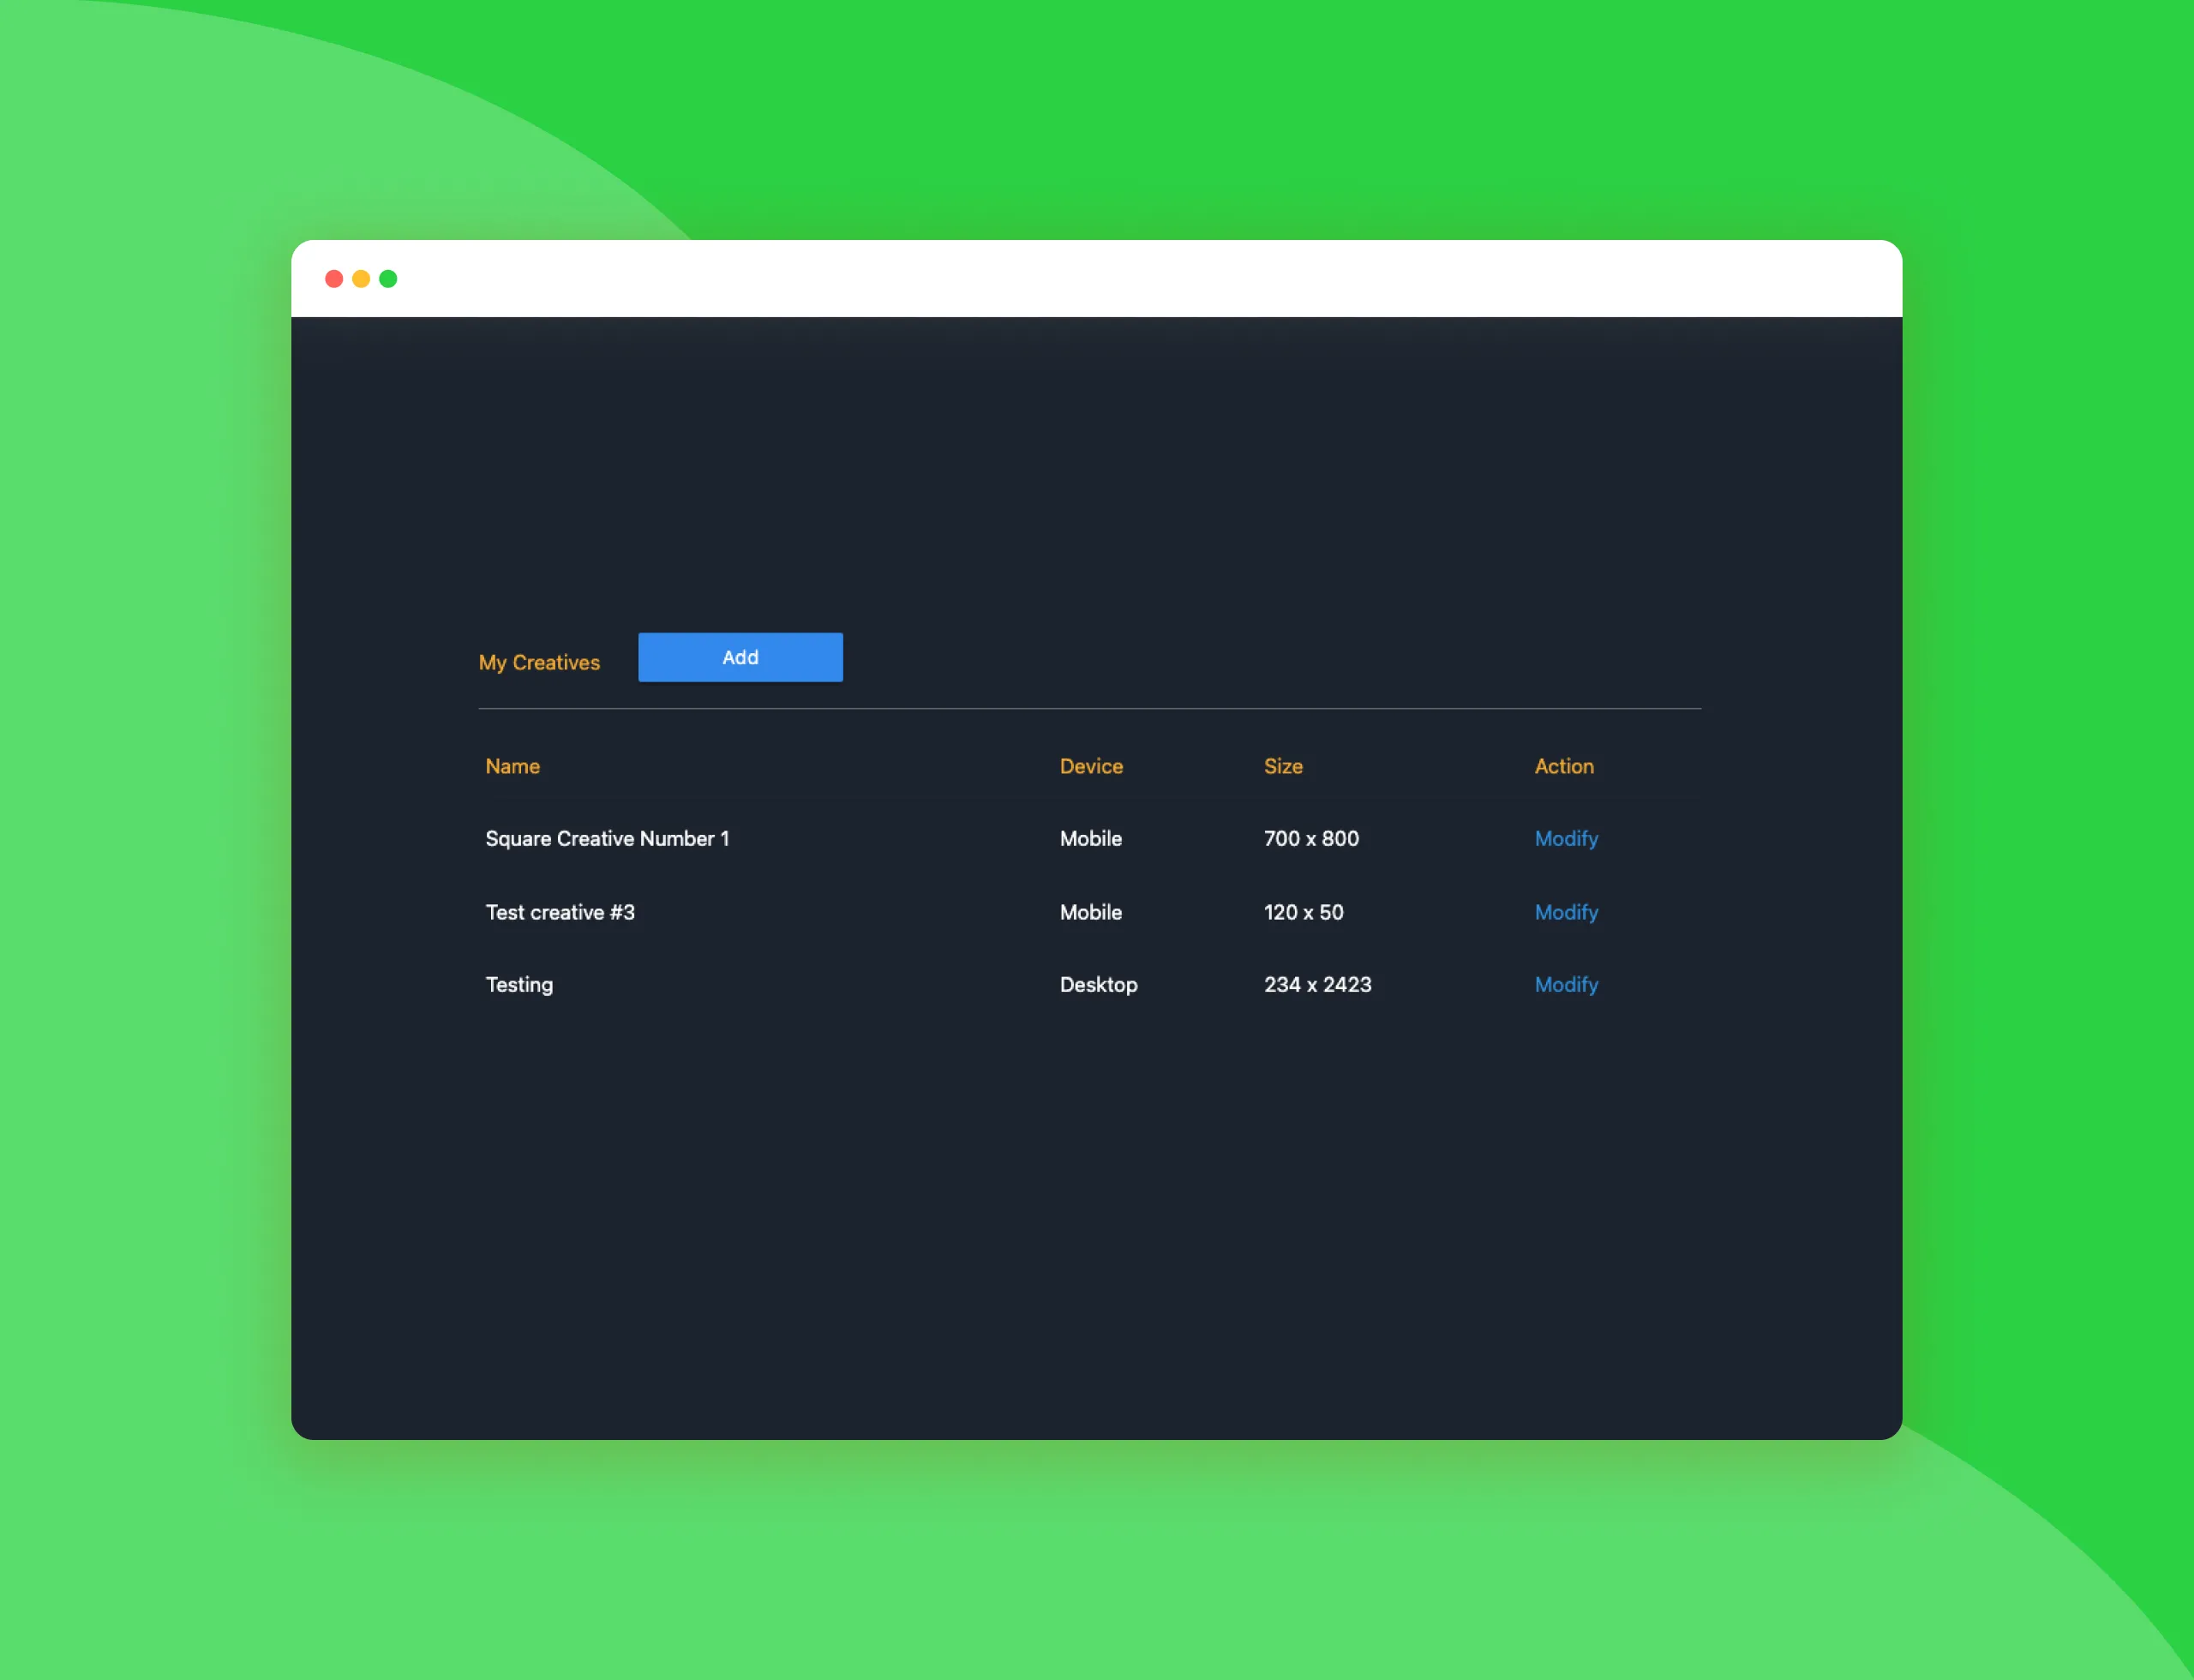 My Creatives Add
Name Device Size Action
Square Creative Number 1 Mobile 700 x 800 Modify
Test creative #3 Mobile 120 x 50 Modify
Testing Desktop 234 x 2423 Modify